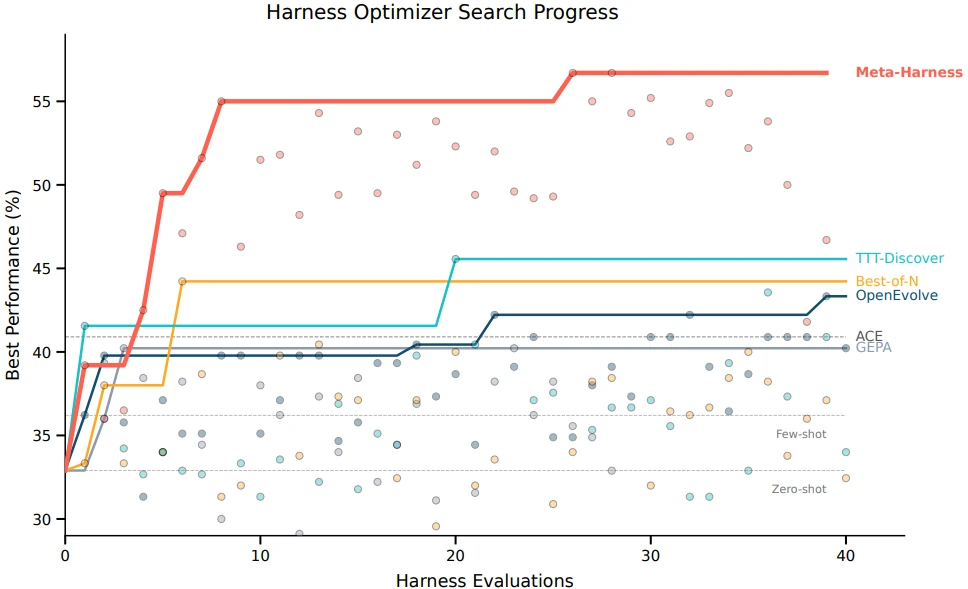 Harness Optimizer Search Progress
Best Performance (%)
55
50
45
40
35
30
Meta-Harness
TTT-Discover
Best-of-N
OpenEvolve
ACE
GEPA
Few-shot
Zero-shot
0 10 20 30 40
Harness Evaluations